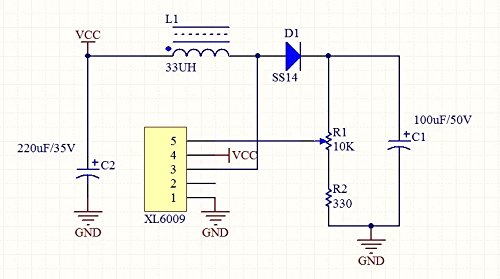 L1
VCC
D1
33UH
SS14
100uF/50V
R1
10K
C1
5
220uF/35V
4
VCC
C2
3
2
R2
330
1
XL6009
GND
GND
GND